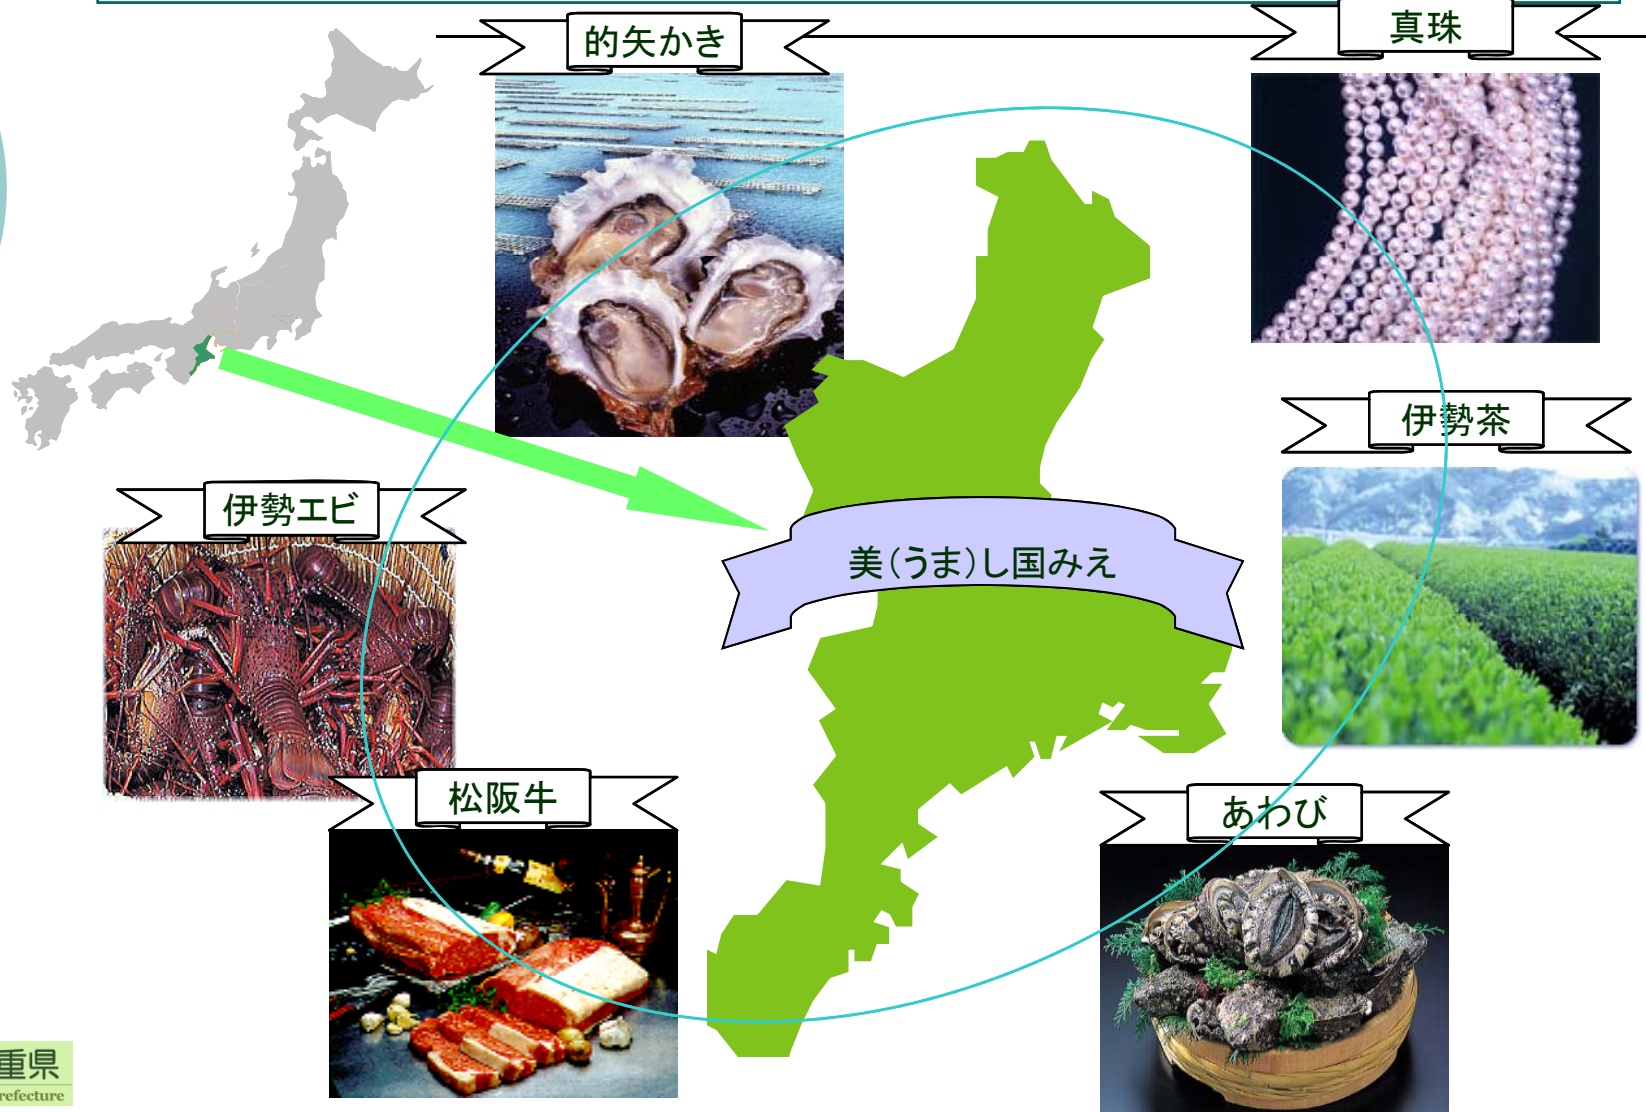 的矢かき
真珠
伊勢茶
伊勢エビ
美(うま)し国みえ
松阪牛
あわび
重県
refecture